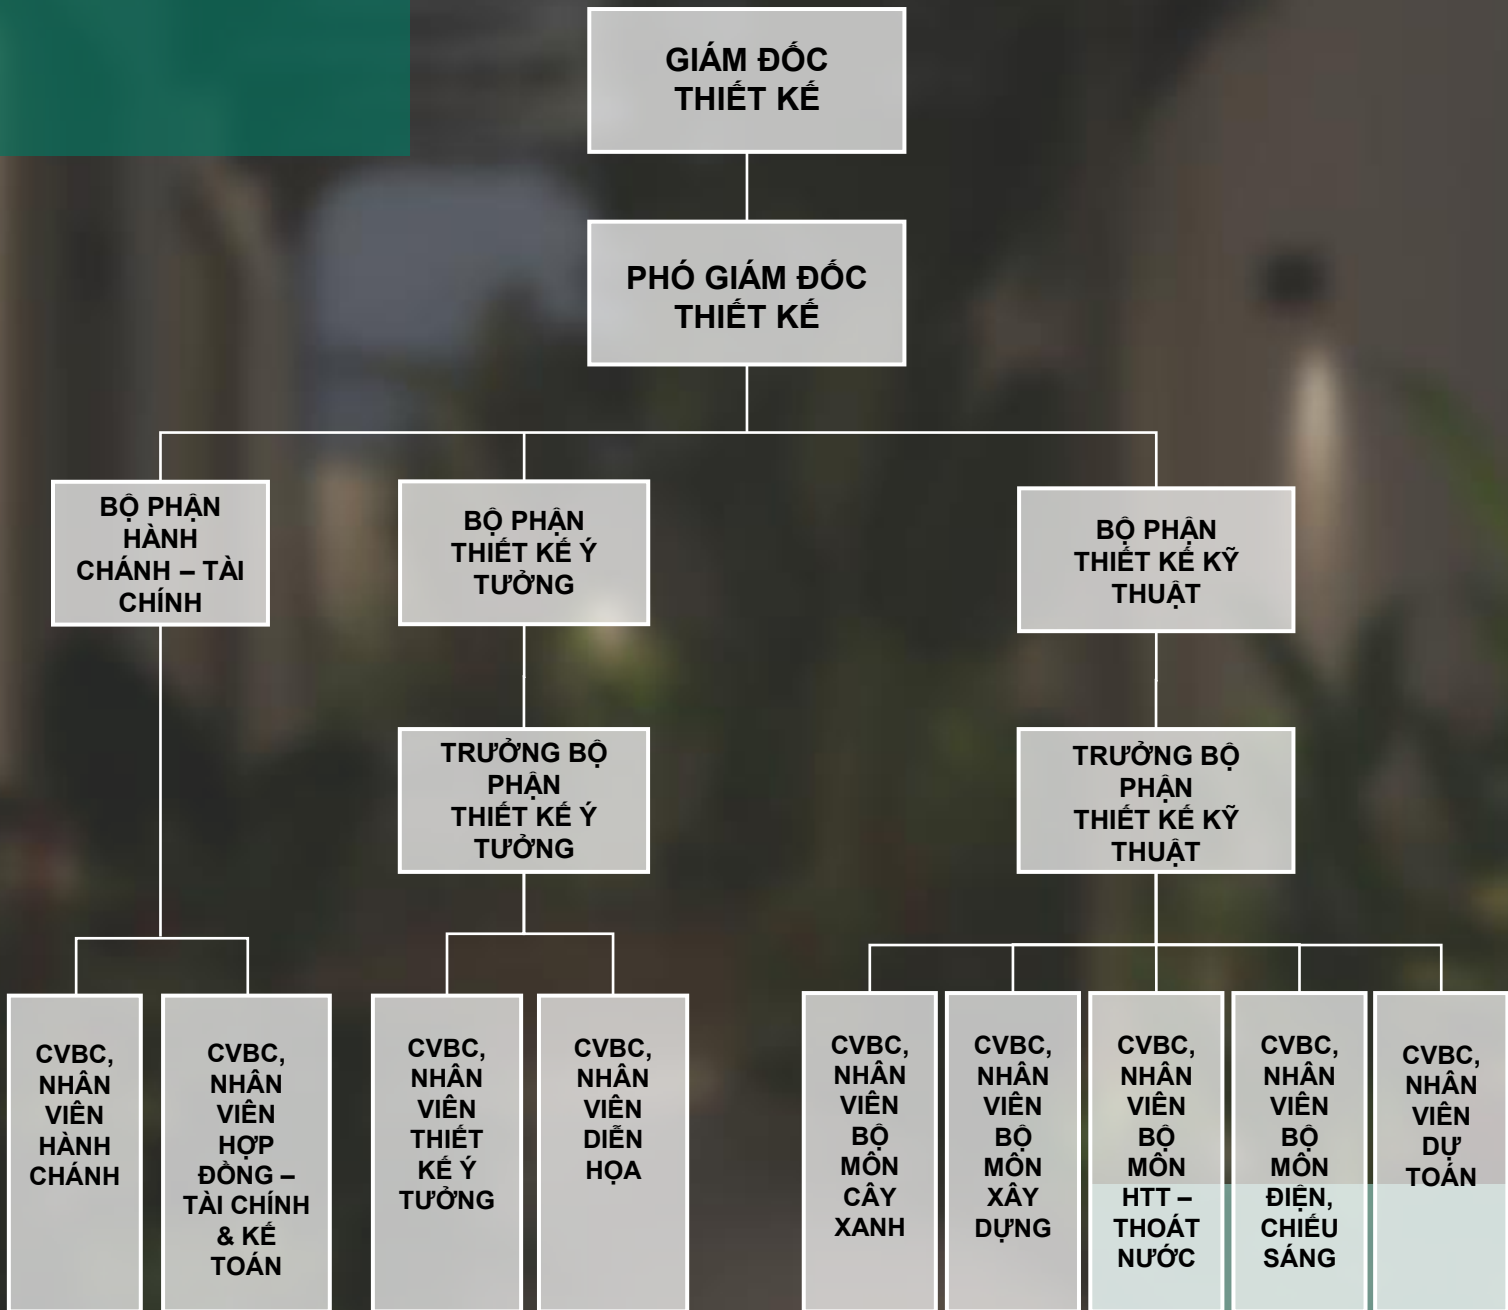 GIÁM ĐỐC
THIẾT KẾ
PHÓ GIÁM ĐỐC
THIẾT KẾ
BỘ PHẬN
HÀNH
CHÁNH – TÀI
CHÍNH
BỘ PHẬN
THIẾT KẾ Ý
TƯỞNG
BỘ PHẬN
THIẾT KẾ KỸ
THUẬT
TRƯỞNG BỘ
PHẬN
THIẾT KẾ Ý
TƯỞNG
TRƯỞNG BỘ
PHẬN
THIẾT KẾ KỸ
THUẬT
CVBC,
NHÂN
VIÊN
HÀNH
CHÁNH
CVBC,
NHÂN
VIÊN
HỢP
ĐỒNG –
TÀI CHÍNH
& KẾ
TOÁN
CVBC,
NHÂN
VIÊN
THIẾT
KẾ Ý
TƯỞNG
CVBC,
NHÂN
VIÊN
DIỄN
HỌA
CVBC,
NHÂN
VIÊN
BỘ
MÔN
CÂY
XANH
CVBC,
NHÂN
VIÊN
BỘ
MÔN
XÂY
DỰNG
CVBC,
NHÂN
VIÊN
BỘ
MÔN
HTT –
THOÁT
NƯỚC
CVBC,
NHÂN
VIÊN
BỘ
MÔN
ĐIỆN,
CHIẾU
SÁNG
CVBC,
NHÂN
VIÊN
DỰ
TOÁN